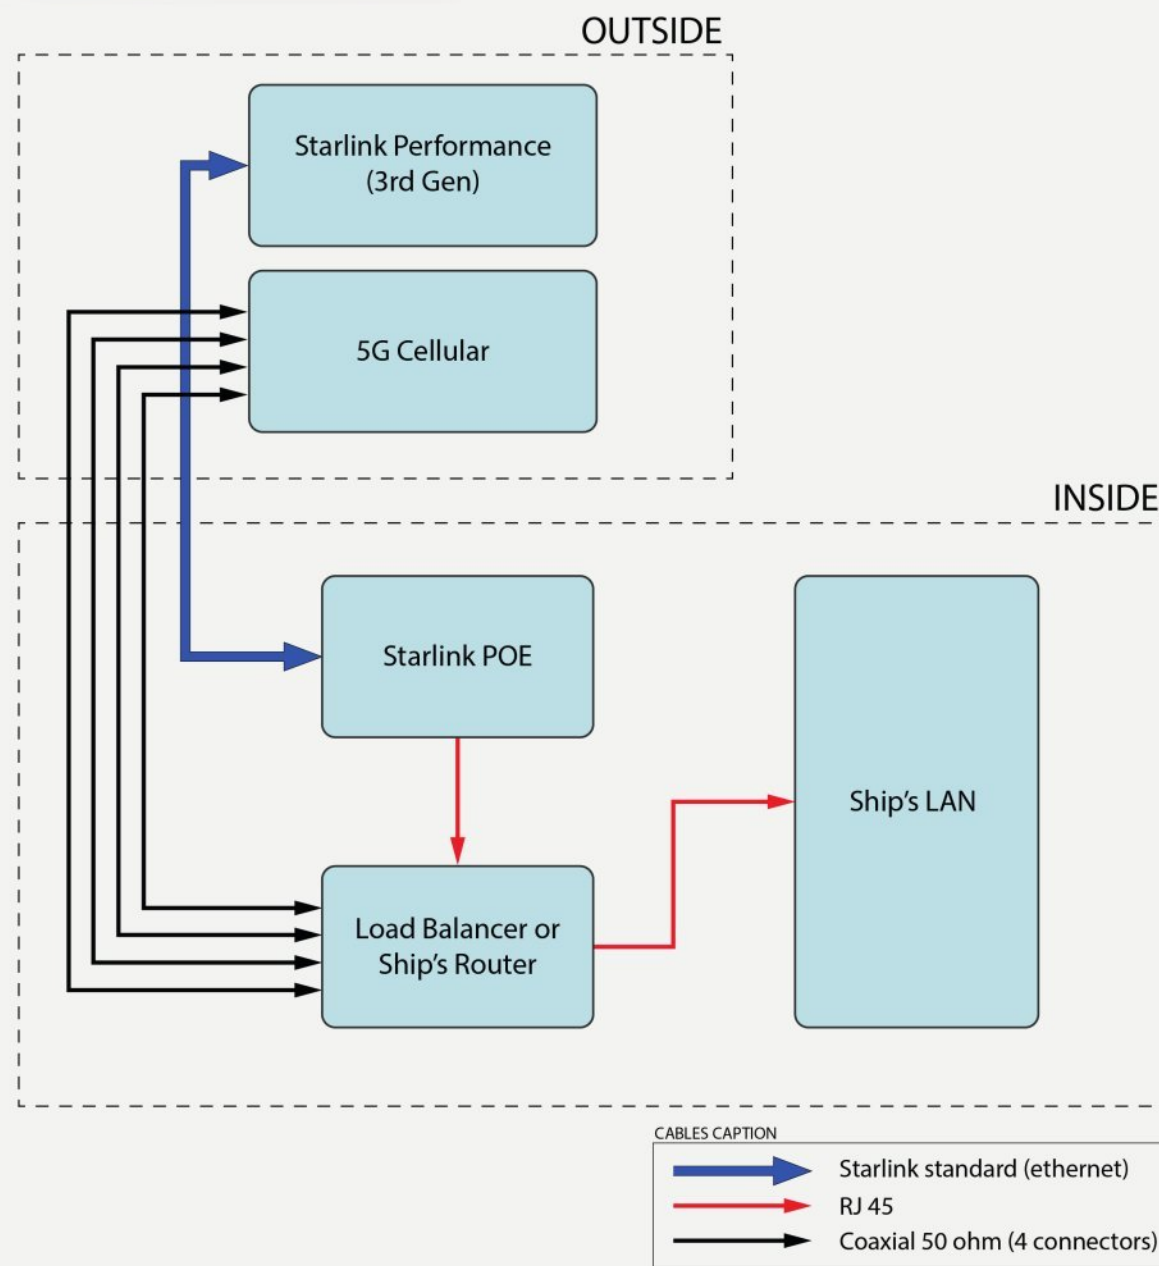 OUTSIDE
Starlink Performance
(3rd Gen)
5G Cellular
INSIDE
Starlink POE
Ship’s LAN
Load Balancer or
Ship’s Router
CABLES CAPTION
Starlink standard (ethernet)
RJ 45
Coaxial 50 ohm (4 connectors)